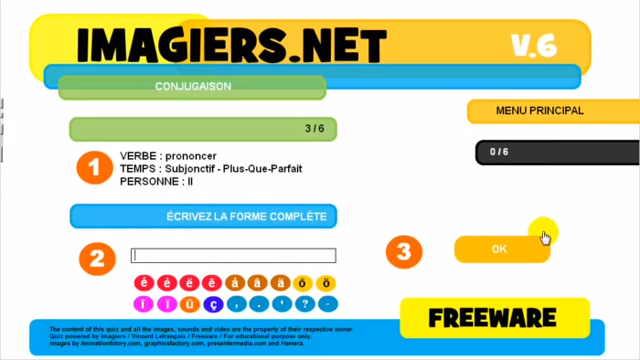 IMAGIERS.NET
V.6
CONJUGAISON
MENU PRINCIPAL
3/6
0/6
1
VERBE : prononcer
TEMPS : Subjonctif - Plus-Que-Parfait
PERSONNE : Il
ÉCRIVEZ LA FORME COMPLÈTE
2
3
OK
é è ê ë à â ä ô ö
î ï û ç , . ' ? -
FREEWARE
The content of this quiz and all the images, sounds and video are the property of their respective owner.
Quiz powered by Imagiers / Vincent Lefrançois / Freeware / For educational purpose only.
Images by Animationfactory.com, graphicsfactory.com, presentermedia.com and Hemera.